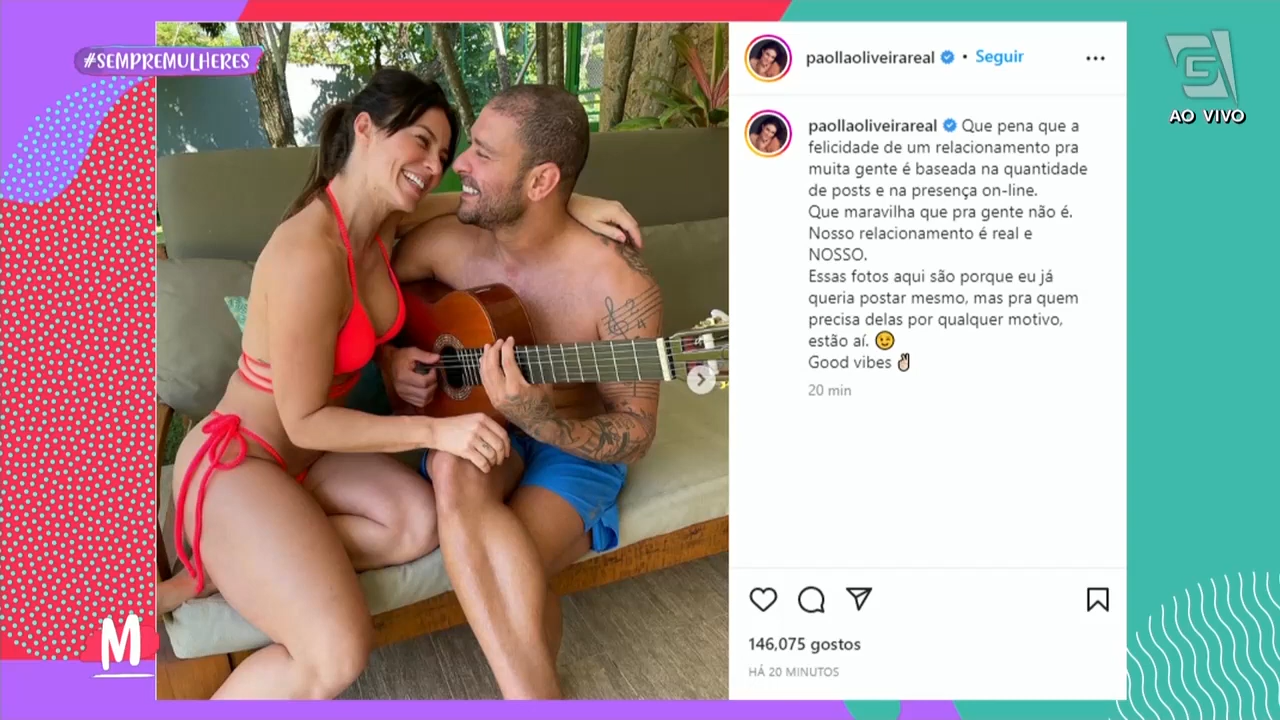 #SEMPREMULHERES
paollaoliveirareal • Seguir
AO VIVO
paollaoliveirareal Que pena que a
felicidade de um relacionamento pra
muita gente é baseada na quantidade
de posts e na presença on-line.
Que maravilha que pra gente não é.
Nosso relacionamento é real e
NOSSO.
Essas fotos aqui são porque eu já
queria postar mesmo, mas pra quem
precisa delas por qualquer motivo,
estão aí. 😉
Good vibes ✌🏻
20 min
146,075 gostos
HÁ 20 MINUTOS
M